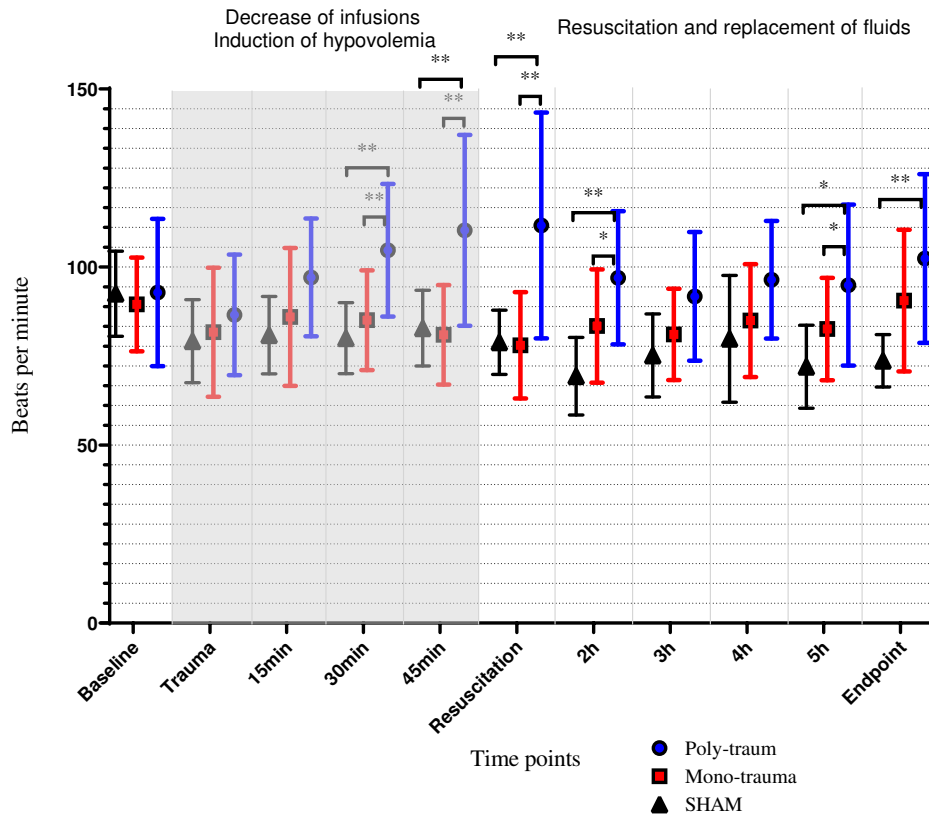 Decrease of infusions
Induction of hypovolemia
Resuscitation and replacement of fluids
**
**
**
**
**
**
**
*
*
*
**
150
100
50
0
Beats per minute
Baseline
Trauma
15min
30min
45min
Resuscitation
2h
3h
4h
5h
Endpoint
Time points
Poly-traum
Mono-trauma
SHAM